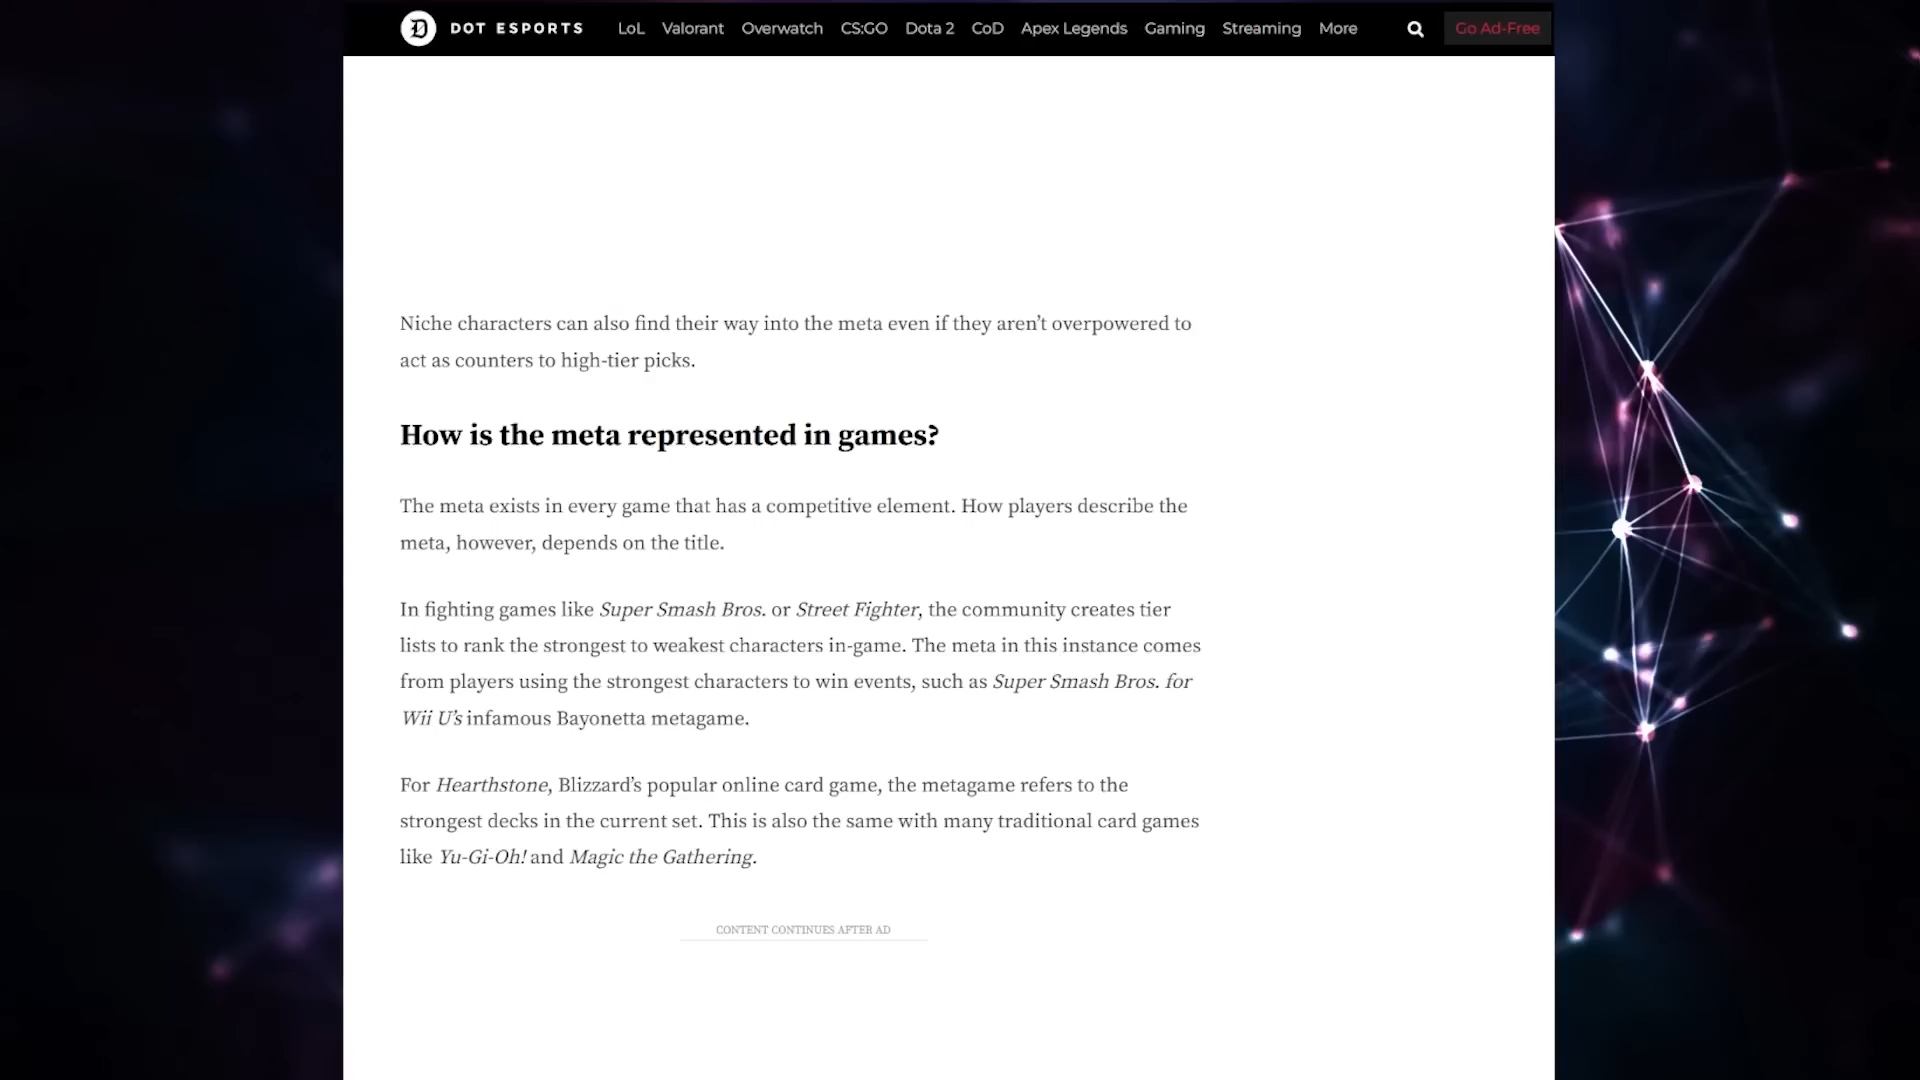 DOT ESPORTS LoL Valorant Overwatch CS:GO Dota 2 CoD Apex Legends Gaming Streaming More Go Ad-Free
Niche characters can also find their way into the meta even if they aren’t overpowered to
act as counters to high-tier picks.
How is the meta represented in games?
The meta exists in every game that has a competitive element. How players describe the
meta, however, depends on the title.
In fighting games like Super Smash Bros. or Street Fighter, the community creates tier
lists to rank the strongest to weakest characters in-game. The meta in this instance comes
from players using the strongest characters to win events, such as Super Smash Bros. for
Wii U’s infamous Bayonetta metagame.
For Hearthstone, Blizzard’s popular online card game, the metagame refers to the
strongest decks in the current set. This is also the same with many traditional card games
like Yu-Gi-Oh! and Magic the Gathering.
CONTENT CONTINUES AFTER AD